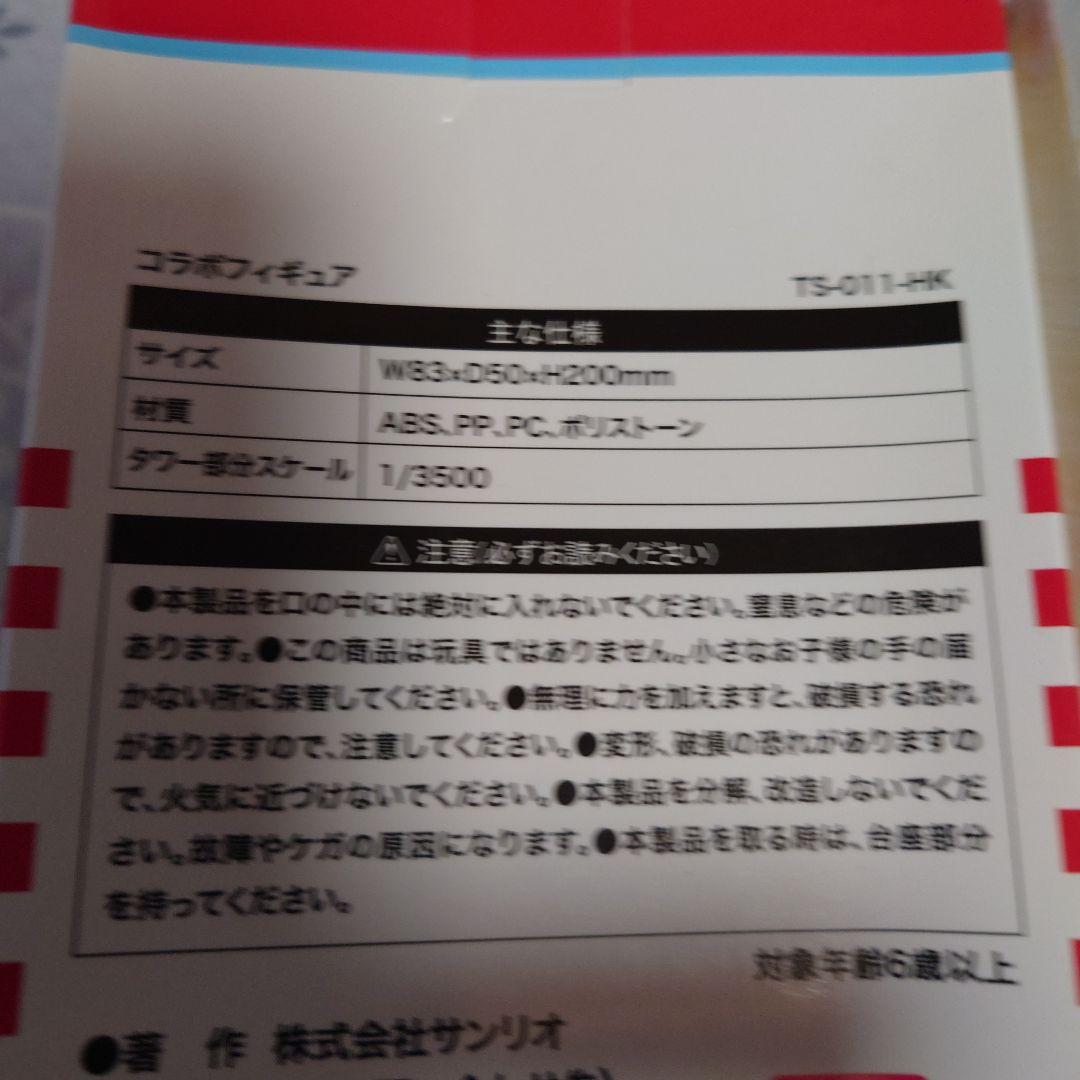 コラボフィギュア TS-011-HK
主な仕様
サイズ W83×D50×H200mm
材質 ABS、PP、PC、ポリストーン
タワー部分スケール 1/3500
注意(必ずお読みください)
●本製品を口の中には絶対に入れないでください。窒息などの危険が
あります。●この商品は玩具ではありません。小さなお子様の手の届
かない所に保管してください。●無理に力を加えますと、破損する恐れ
がありますので、注意してください。●変形、破損の恐れがありますの
で、火気に近づけないでください。●本製品を分解、改造しないでくだ
さい。故障やケガの原因になります。●本製品を取る時は、台座部分
を持ってください。
対象年齢6歳以上
●著 作 株式会社サンリオ